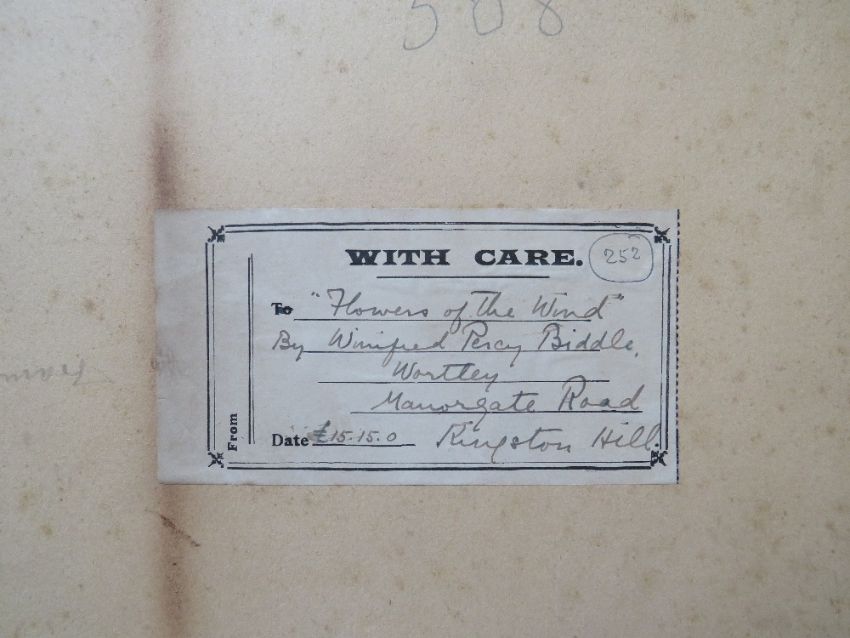 508
WITH CARE. 252
To "Flowers of the Wind"
By Winifred Percy Biddle,
Wortley
Manorgate Road
Kingston Hill.
From
Date £15.15.0